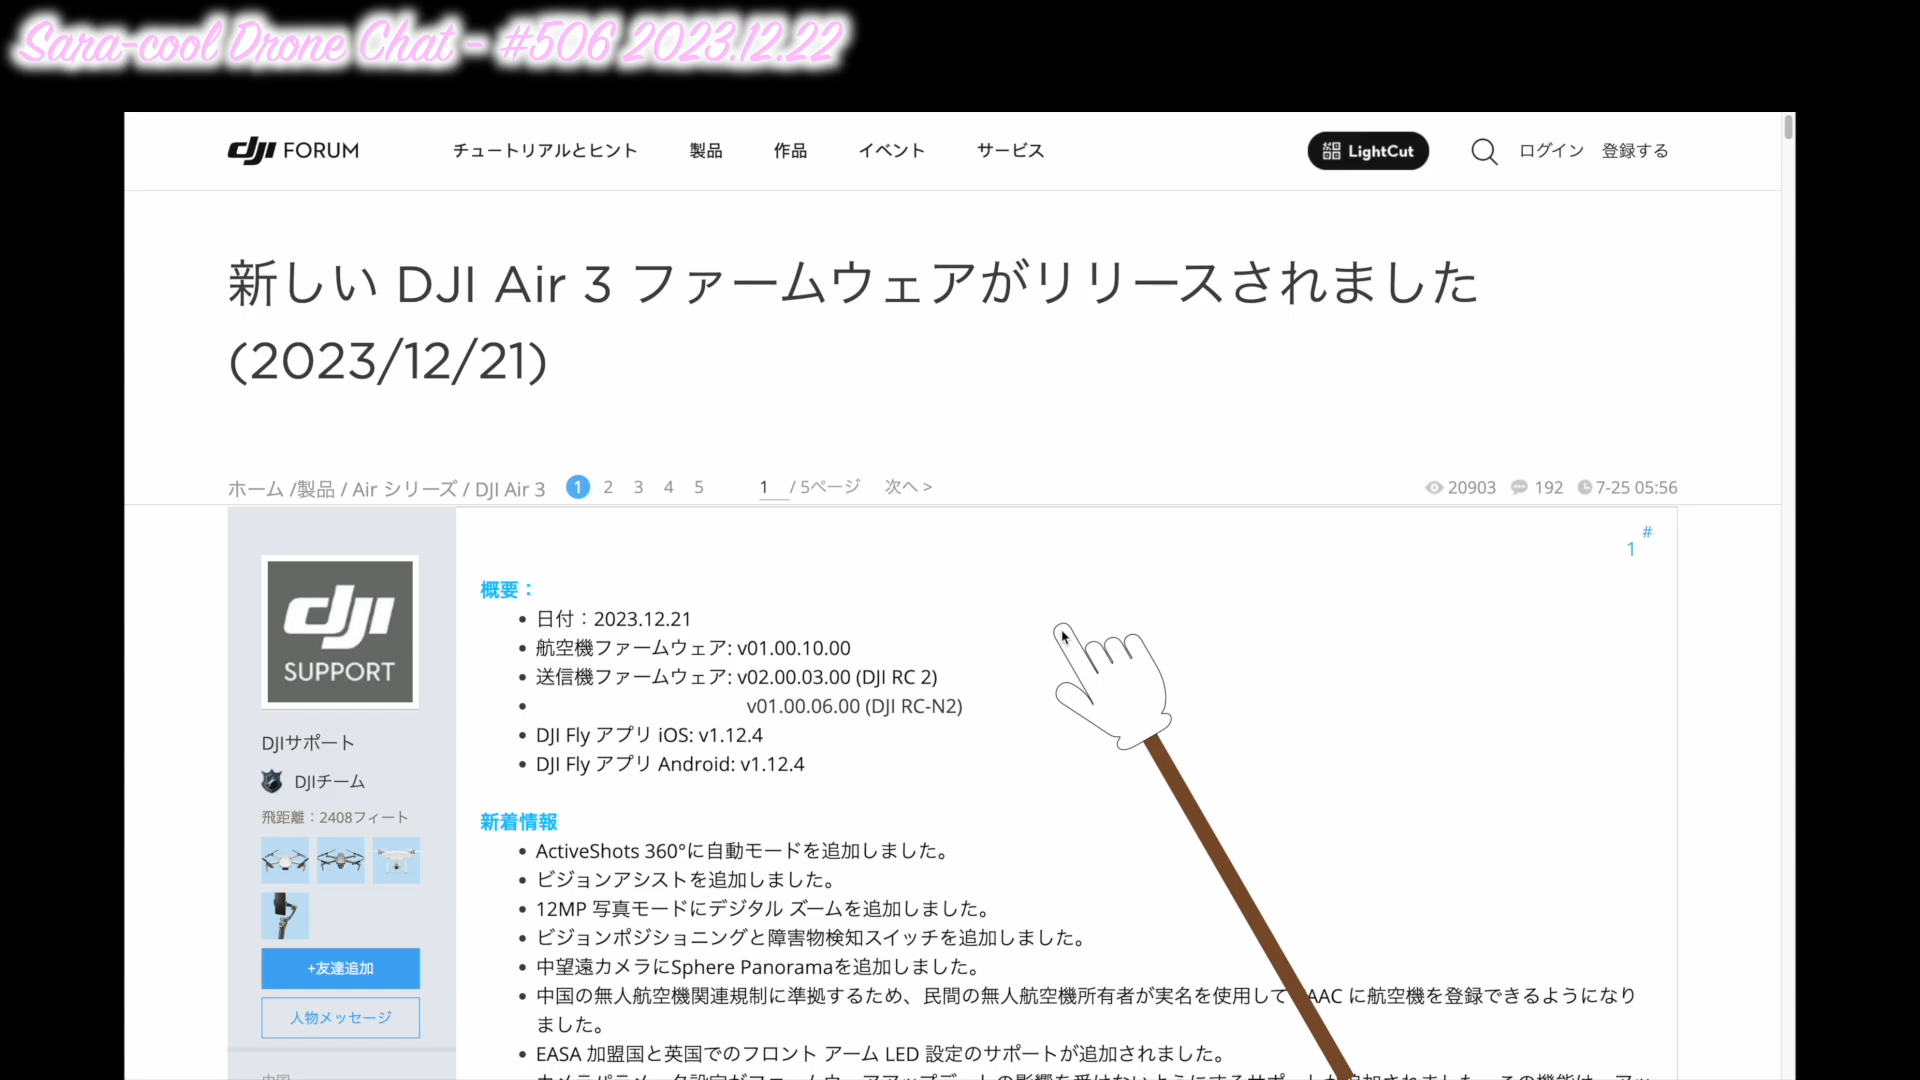 Sara-cool Drone Chat - #506 2023.12.22
dji FORUM チュートリアルとヒント 製品 作品 イベント サービス LightCut ログイン 登録する
新しい DJI Air 3 ファームウェアがリリースされました
(2023/12/21)
ホーム /製品 / Air シリーズ / DJI Air 3 1 2 3 4 5 1 / 5ページ 次へ > 20903 192 7-25 05:56
#
1
dji
SUPPORT
DJIサポート
DJIチーム
飛距離：2408フィート
+友達追加
人物メッセージ
中国
概要：
日付：2023.12.21
航空機ファームウェア: v01.00.10.00
送信機ファームウェア: v02.00.03.00 (DJI RC 2)
v01.00.06.00 (DJI RC-N2)
DJI Fly アプリ iOS: v1.12.4
DJI Fly アプリ Android: v1.12.4
新着情報
ActiveShots 360°に自動モードを追加しました。
ビジョンアシストを追加しました。
12MP 写真モードにデジタル ズームを追加しました。
ビジョンポジショニングと障害物検知スイッチを追加しました。
中望遠カメラにSphere Panoramaを追加しました。
中国の無人航空機関連規制に準拠するため、民間の無人航空機所有者が実名を使用して AAC に航空機を登録できるようになり
ました。
EASA 加盟国と英国でのフロント アーム LED 設定のサポートが追加されました。